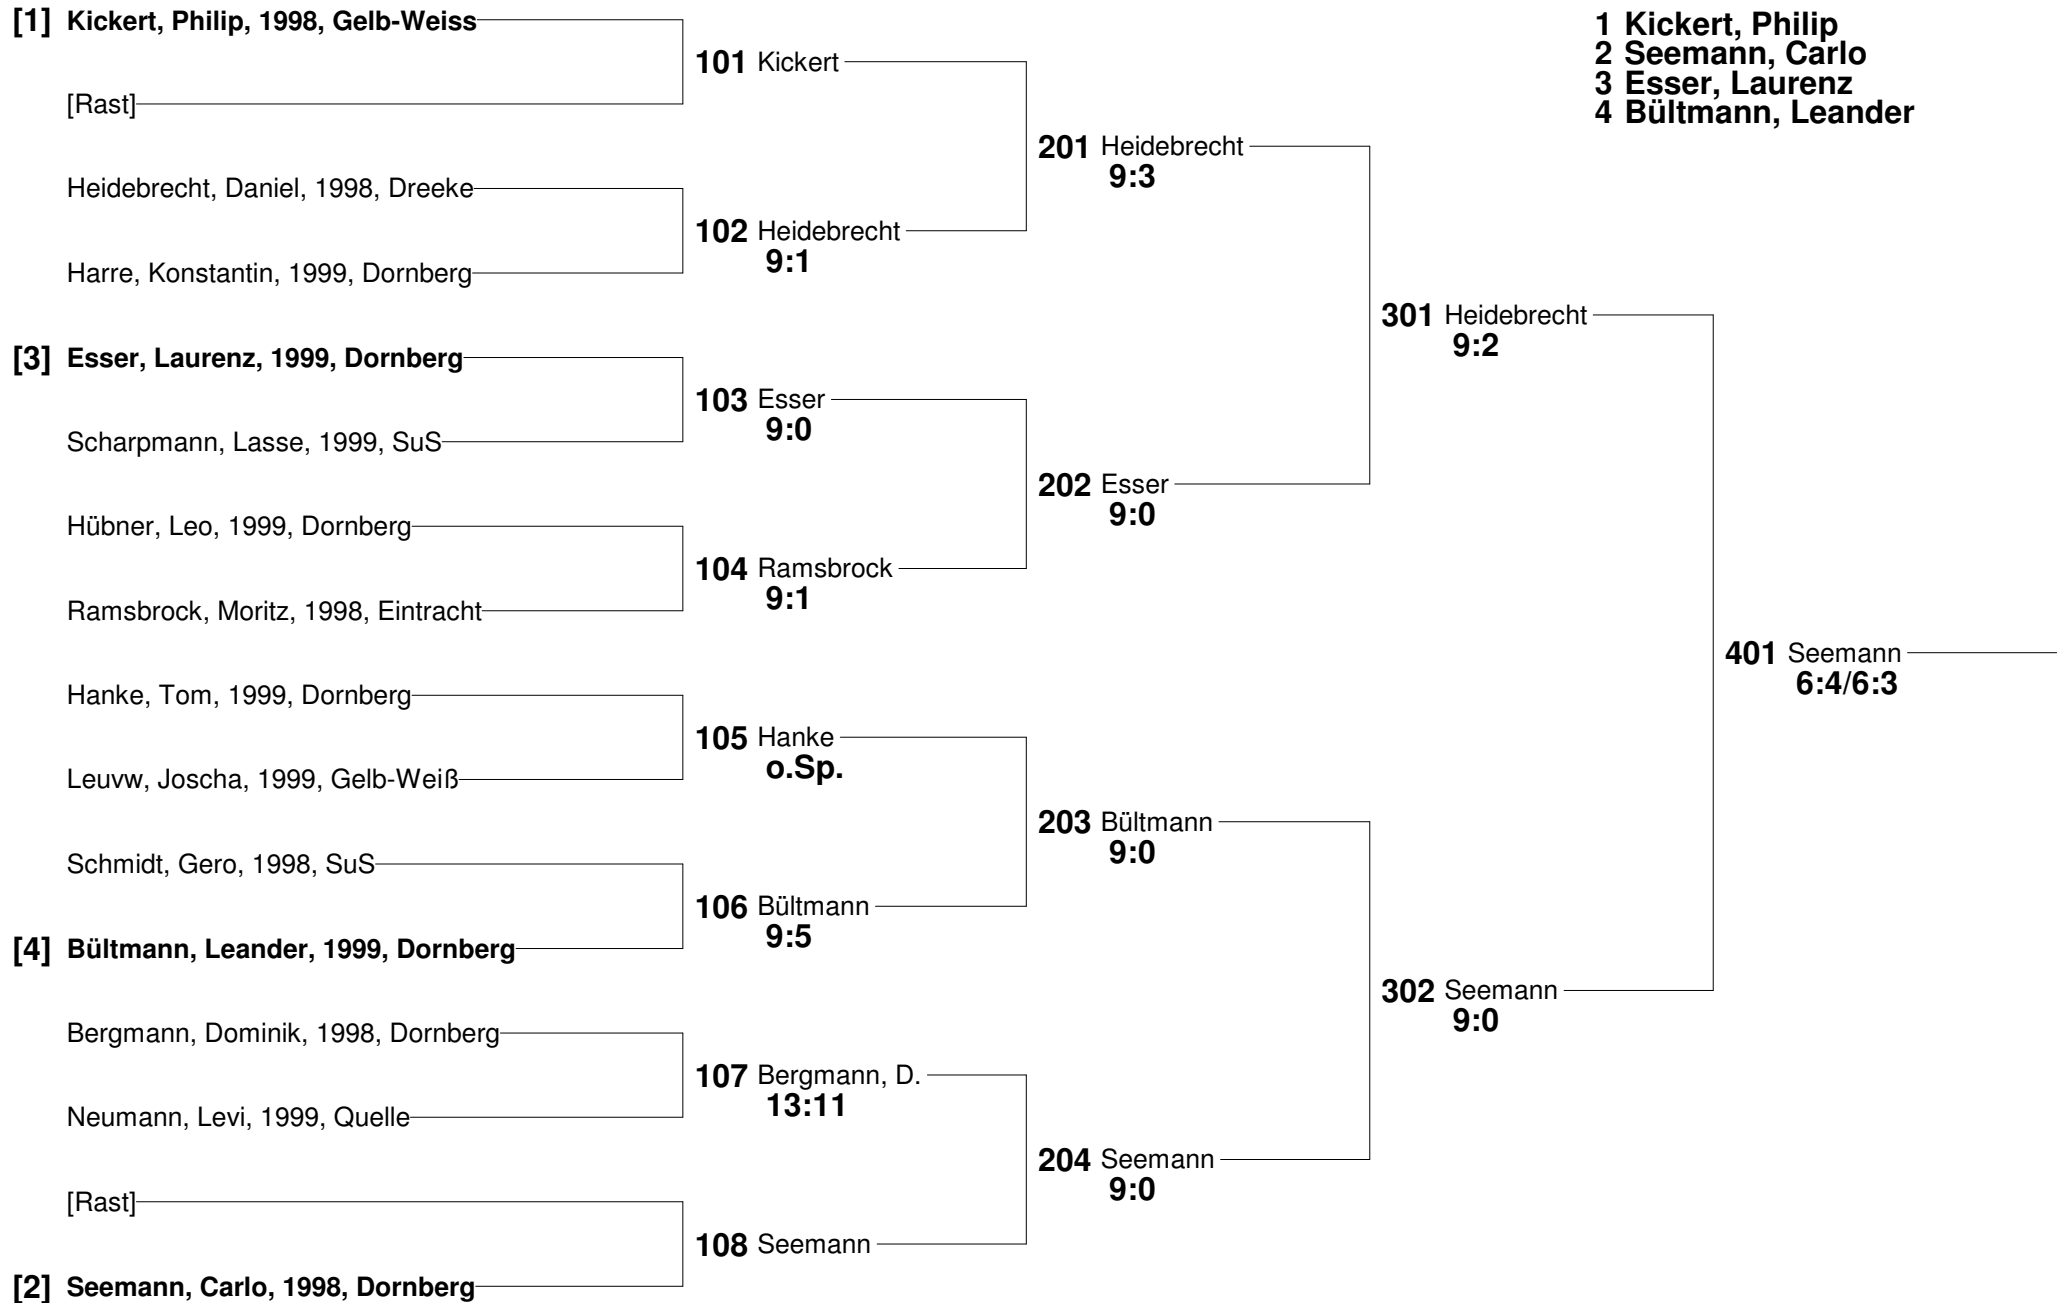 [1] Kickert, Philip, 1998, Gelb-Weiss
[Rast]
Heidebrecht, Daniel, 1998, Dreeke
Harre, Konstantin, 1999, Dornberg
[3] Esser, Laurenz, 1999, Dornberg
Scharpmann, Lasse, 1999, SuS
Hübner, Leo, 1999, Dornberg
Ramsbrock, Moritz, 1998, Eintracht
Hanke, Tom, 1999, Dornberg
Leuvw, Joscha, 1999, Gelb-Weiß
Schmidt, Gero, 1998, SuS
[4] Bültmann, Leander, 1999, Dornberg
Bergmann, Dominik, 1998, Dornberg
Neumann, Levi, 1999, Quelle
[Rast]
[2] Seemann, Carlo, 1998, Dornberg
101 Kickert
102 Heidebrecht
9:1
103 Esser
9:0
104 Ramsbrock
9:1
105 Hanke
o.Sp.
106 Bültmann
9:5
107 Bergmann, D.
13:11
108 Seemann
201 Heidebrecht
9:3
202 Esser
9:0
203 Bültmann
9:0
204 Seemann
9:0
301 Heidebrecht
9:2
302 Seemann
9:0
401 Seemann
6:4/6:3
1 Kickert, Philip
2 Seemann, Carlo
3 Esser, Laurenz
4 Bültmann, Leander